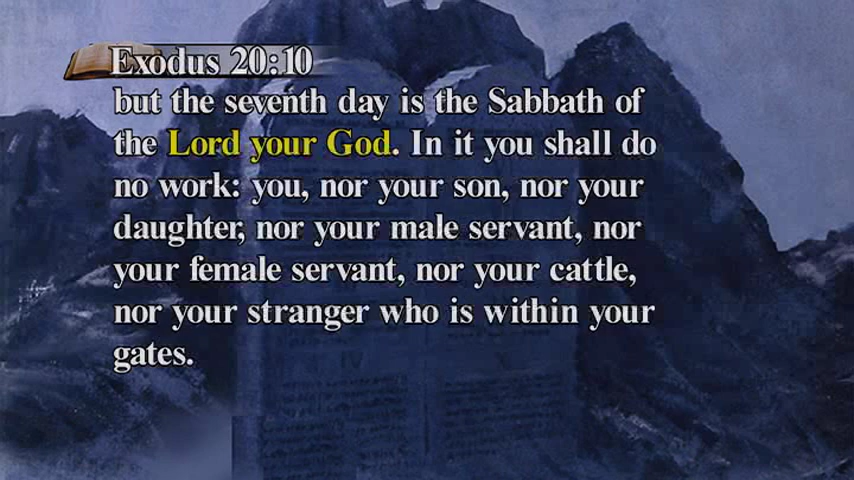 Exodus 20:10
but the seventh day is the Sabbath of
the Lord your God. In it you shall do
no work: you, nor your son, nor your
daughter, nor your male servant, nor
your female servant, nor your cattle,
nor your stranger who is within your
gates.
IV
X